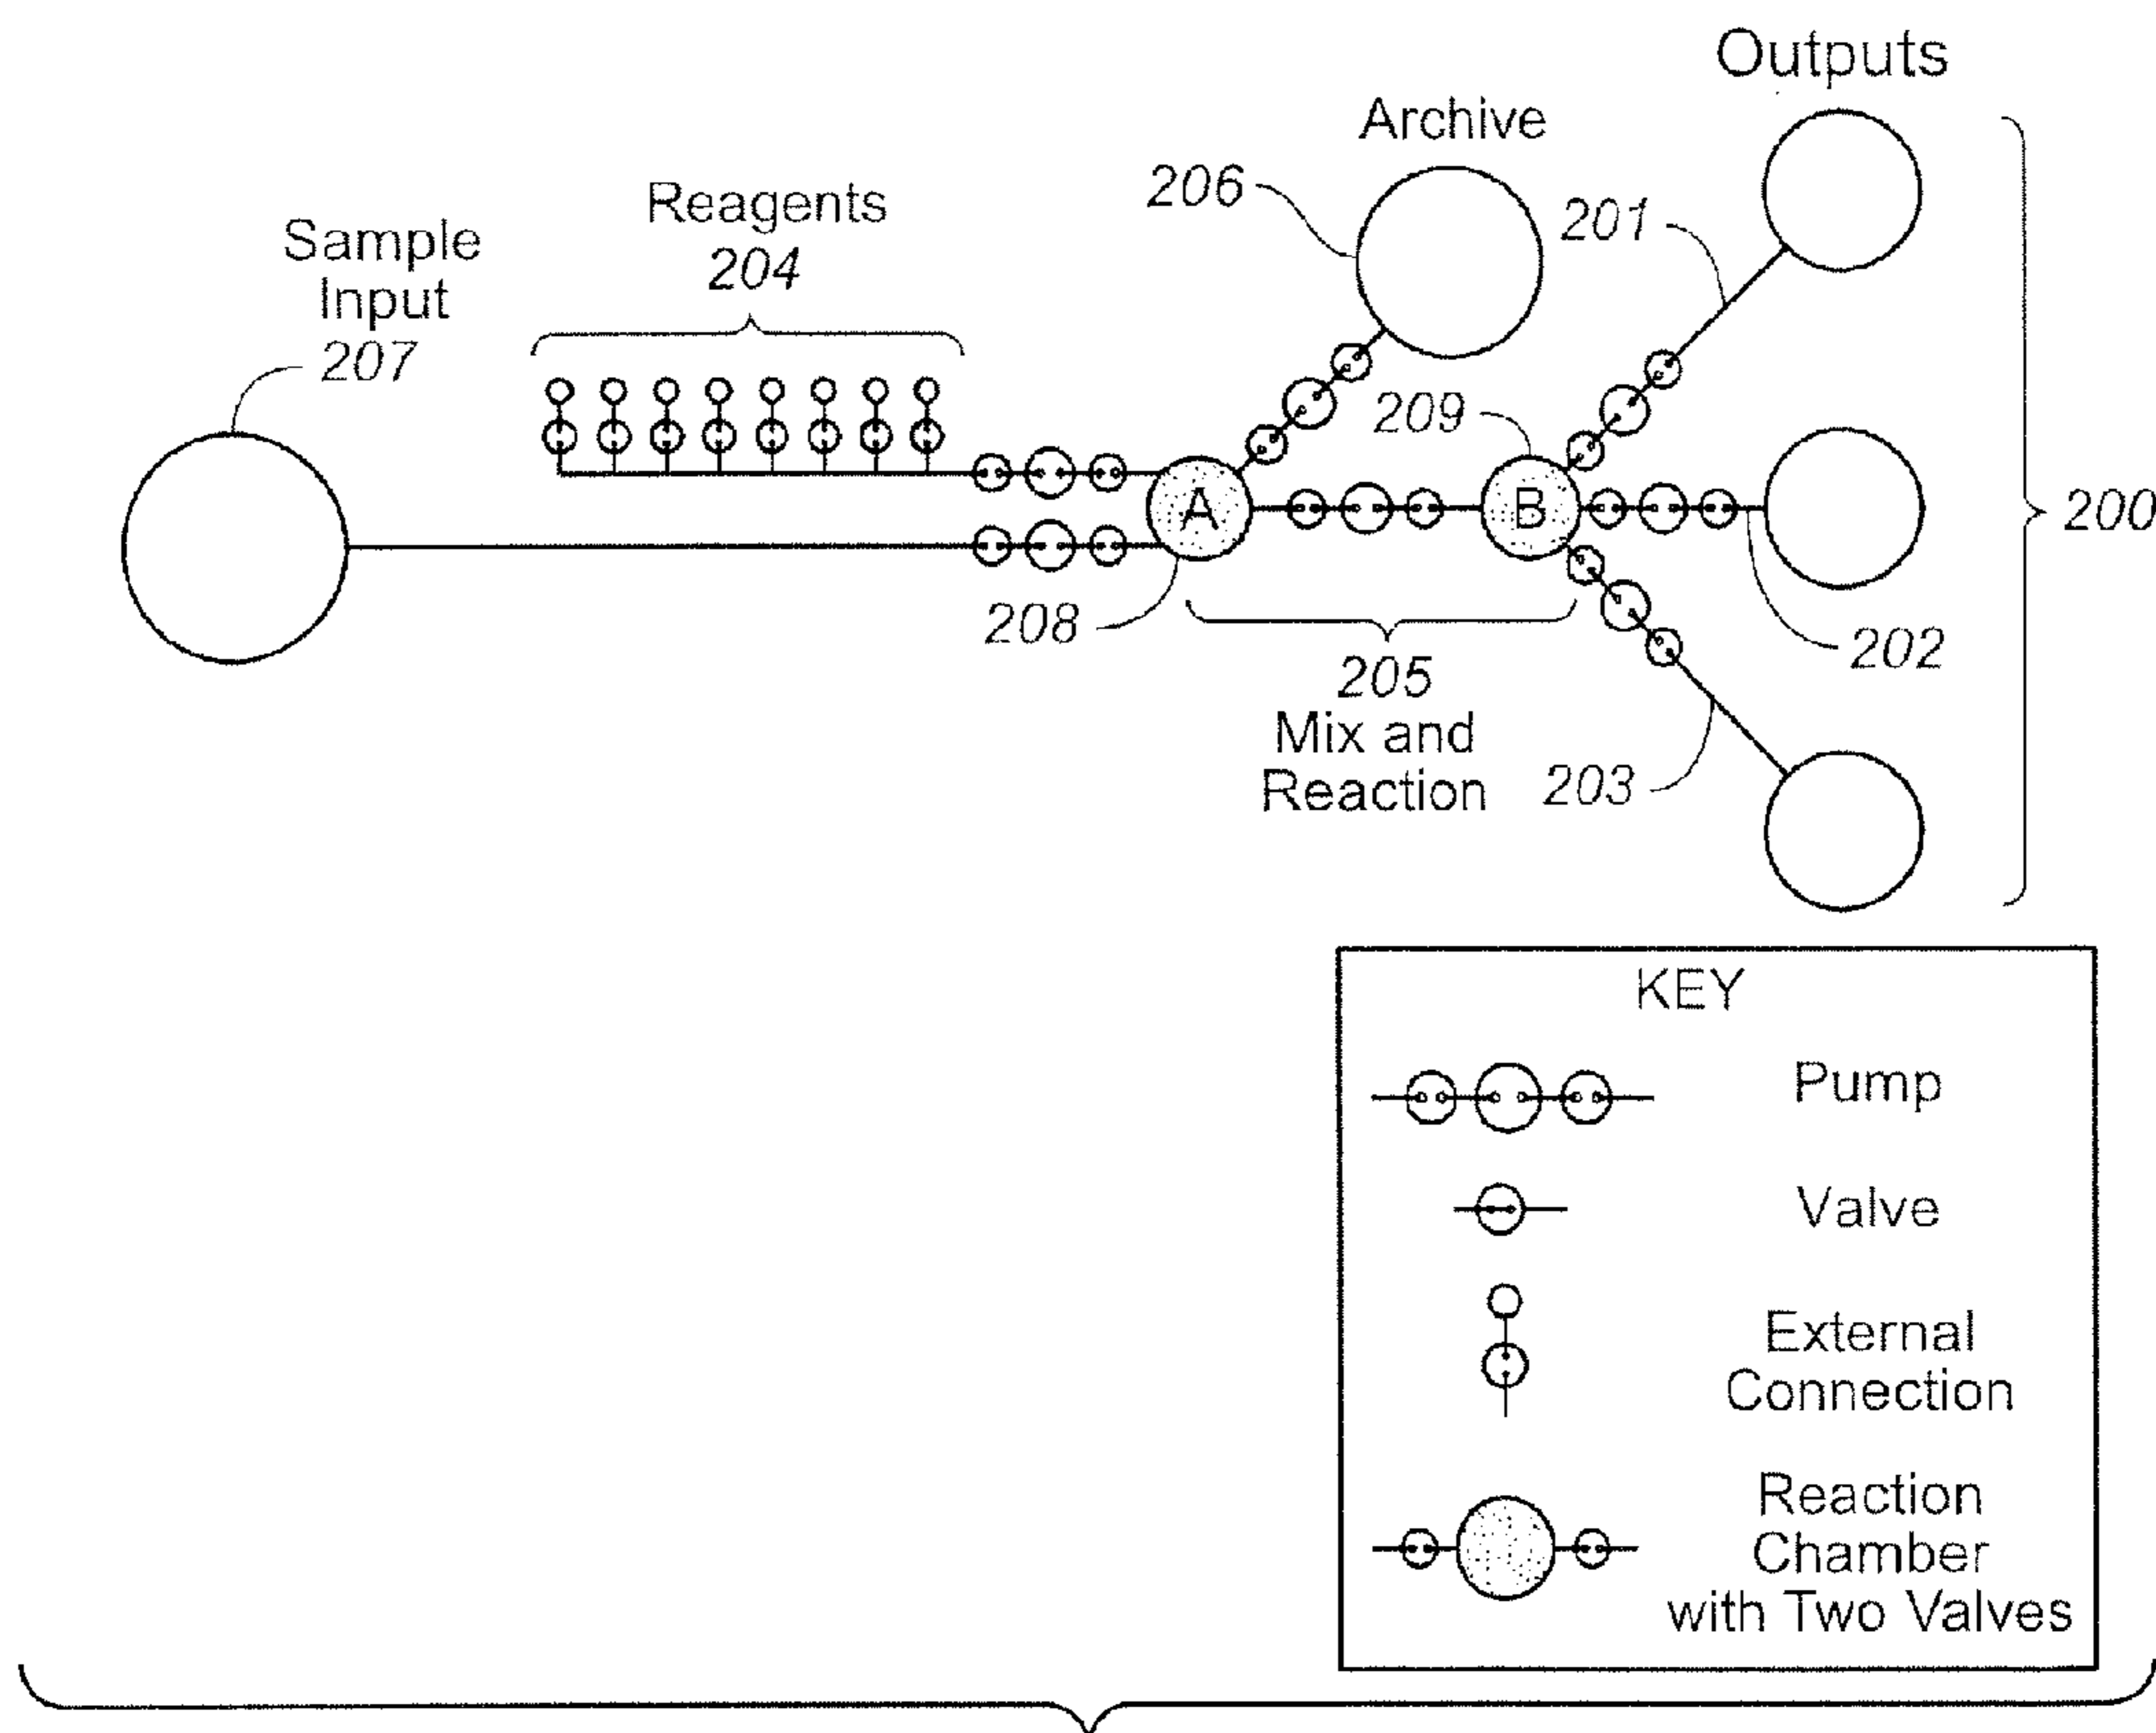 Outputs
Archive
206
201
Reagents
204
Sample
Input
207
209
A
B
200
208
205
Mix and
Reaction
202
203
KEY
Pump
Valve
External
Connection
Reaction
Chamber
with Two Valves